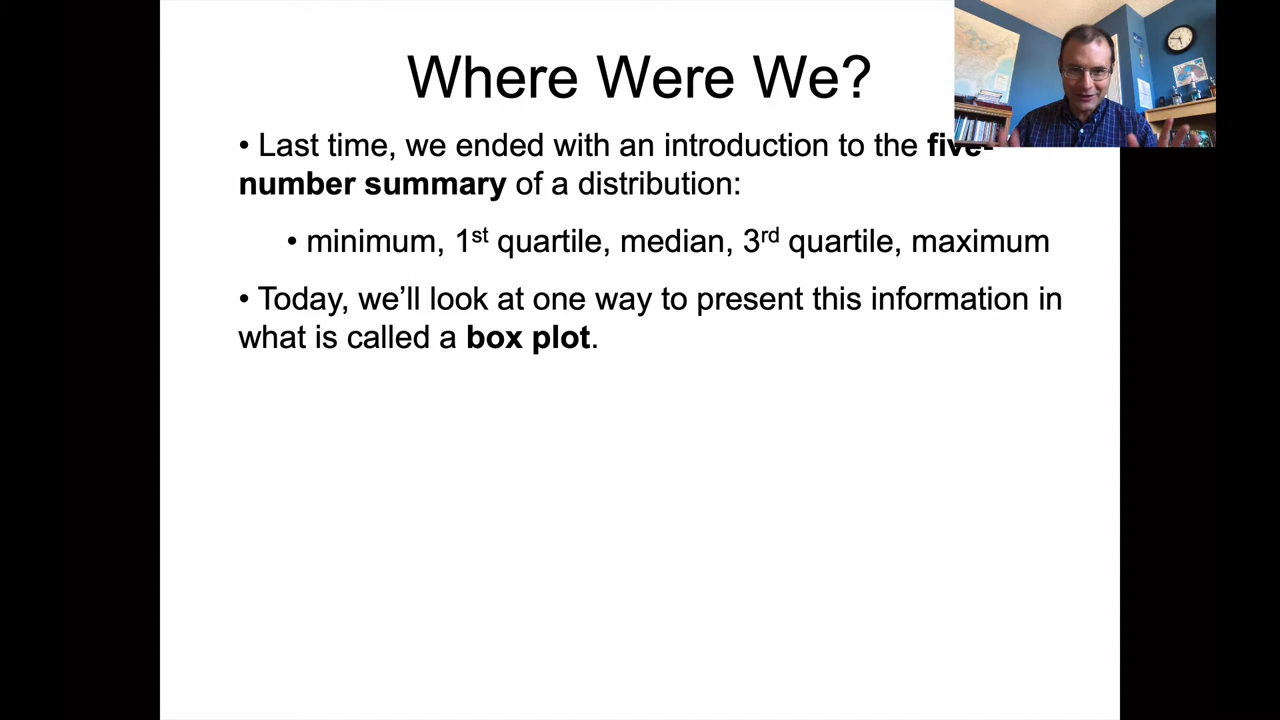 Where Were We?
• Last time, we ended with an introduction to the five-
number summary of a distribution:
• minimum, 1st quartile, median, 3rd quartile, maximum
• Today, we’ll look at one way to present this information in
what is called a box plot.